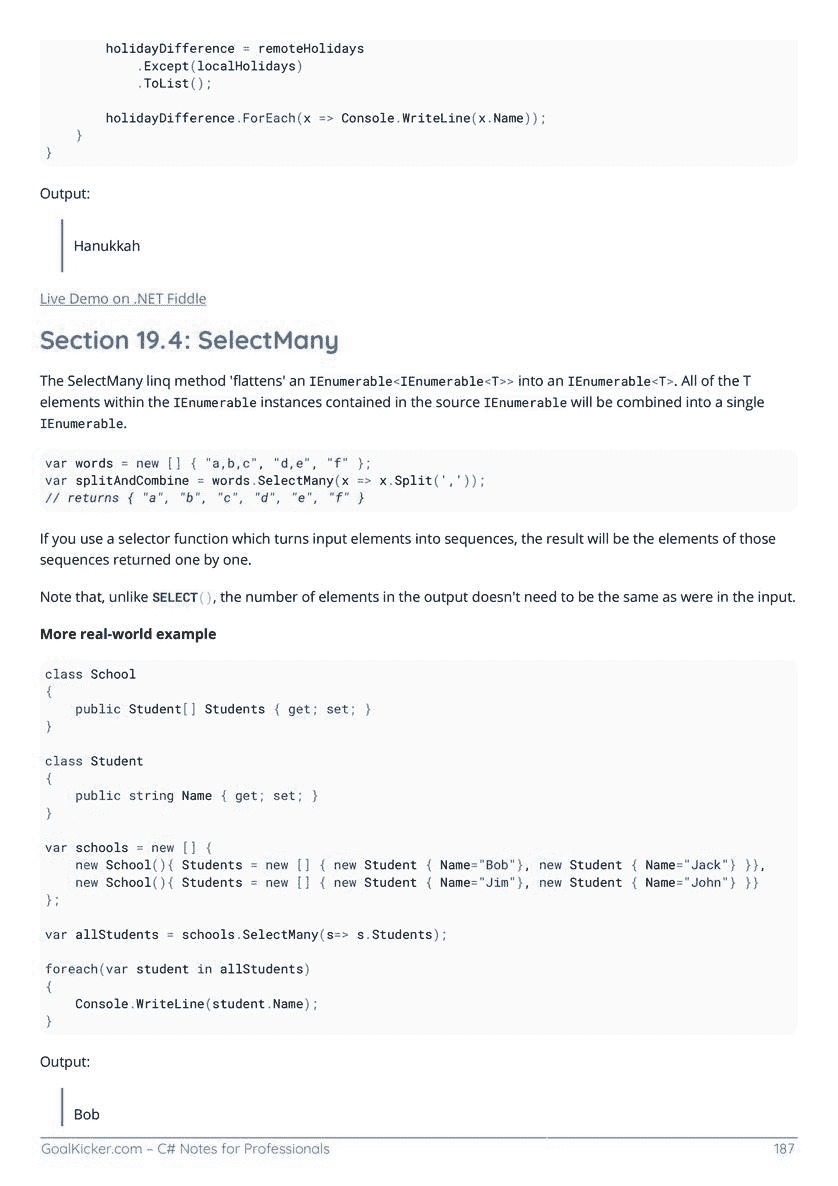 holidayDifference = remoteHolidays
            .Except(localHolidays)
            .ToList();

        holidayDifference.ForEach(x => Console.WriteLine(x.Name));
    }
}
Output:
Hanukkah
Live Demo on .NET Fiddle
Section 19.4: SelectMany
The SelectMany linq method 'flattens' an IEnumerable<IEnumerable<T>> into an IEnumerable<T>. All of the T
elements within the IEnumerable instances contained in the source IEnumerable will be combined into a single
IEnumerable.
var words = new [] { "a,b,c", "d,e", "f" };
var splitAndCombine = words.SelectMany(x => x.Split(','));
// returns { "a", "b", "c", "d", "e", "f" }
If you use a selector function which turns input elements into sequences, the result will be the elements of those
sequences returned one by one.
Note that, unlike SELECT(), the number of elements in the output doesn't need to be the same as were in the input.
More real-world example
class School
{
    public Student[] Students { get; set; }
}

class Student
{
    public string Name { get; set; }
}

var schools = new [] {
    new School(){ Students = new [] { new Student { Name="Bob"}, new Student { Name="Jack"} }},
    new School(){ Students = new [] { new Student { Name="Jim"}, new Student { Name="John"} }}
};

var allStudents = schools.SelectMany(s=> s.Students);

foreach(var student in allStudents)
{
    Console.WriteLine(student.Name);
}
Output:
Bob
GoalKicker.com – C# Notes for Professionals
187